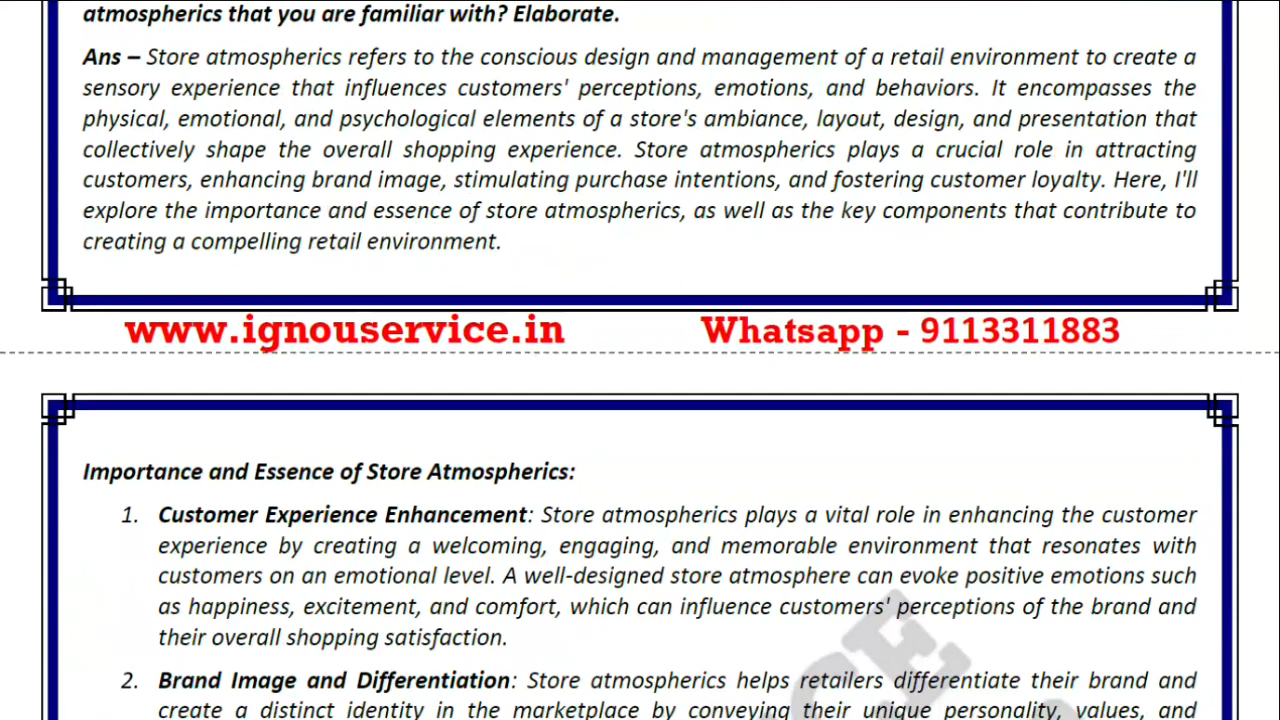 atmospherics that you are familiar with? Elaborate.
Ans – Store atmospherics refers to the conscious design and management of a retail environment to create a
sensory experience that influences customers' perceptions, emotions, and behaviors. It encompasses the
physical, emotional, and psychological elements of a store's ambiance, layout, design, and presentation that
collectively shape the overall shopping experience. Store atmospherics plays a crucial role in attracting
customers, enhancing brand image, stimulating purchase intentions, and fostering customer loyalty. Here, I'll
explore the importance and essence of store atmospherics, as well as the key components that contribute to
creating a compelling retail environment.
www.ignouservice.in Whatsapp - 9113311883
Importance and Essence of Store Atmospherics:
1. Customer Experience Enhancement: Store atmospherics plays a vital role in enhancing the customer
experience by creating a welcoming, engaging, and memorable environment that resonates with
customers on an emotional level. A well-designed store atmosphere can evoke positive emotions such
as happiness, excitement, and comfort, which can influence customers' perceptions of the brand and
their overall shopping satisfaction.
2. Brand Image and Differentiation: Store atmospherics helps retailers differentiate their brand and
create a distinct identity in the marketplace by conveying their unique personality, values, and